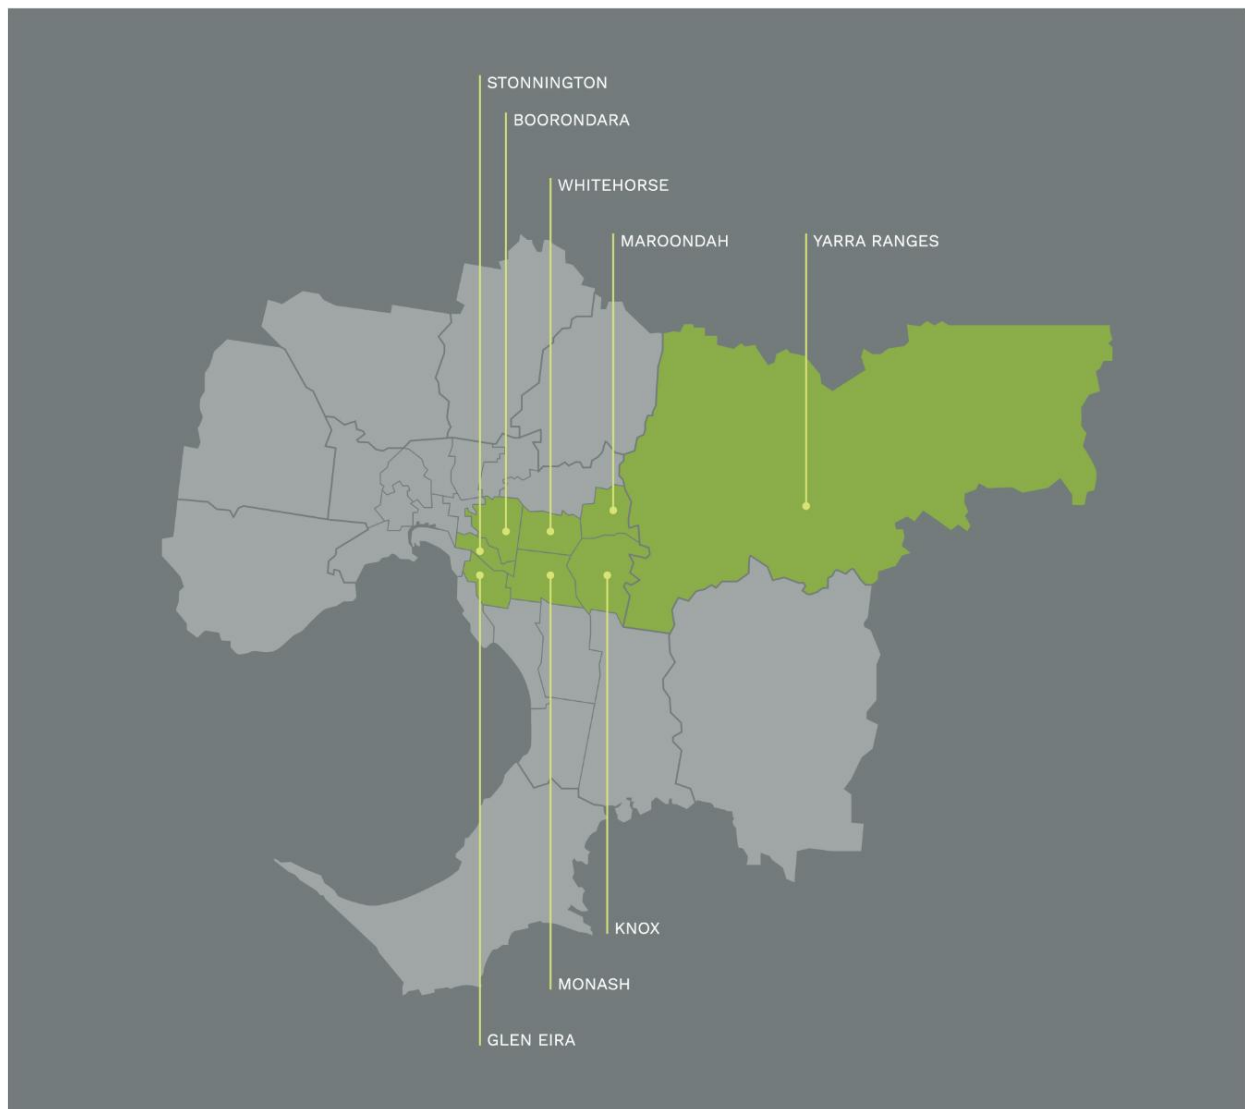 STONNINGTON
BOORONDARA
WHITEHORSE
MAROONDAH
YARRA RANGES
KNOX
MONASH
GLEN EIRA